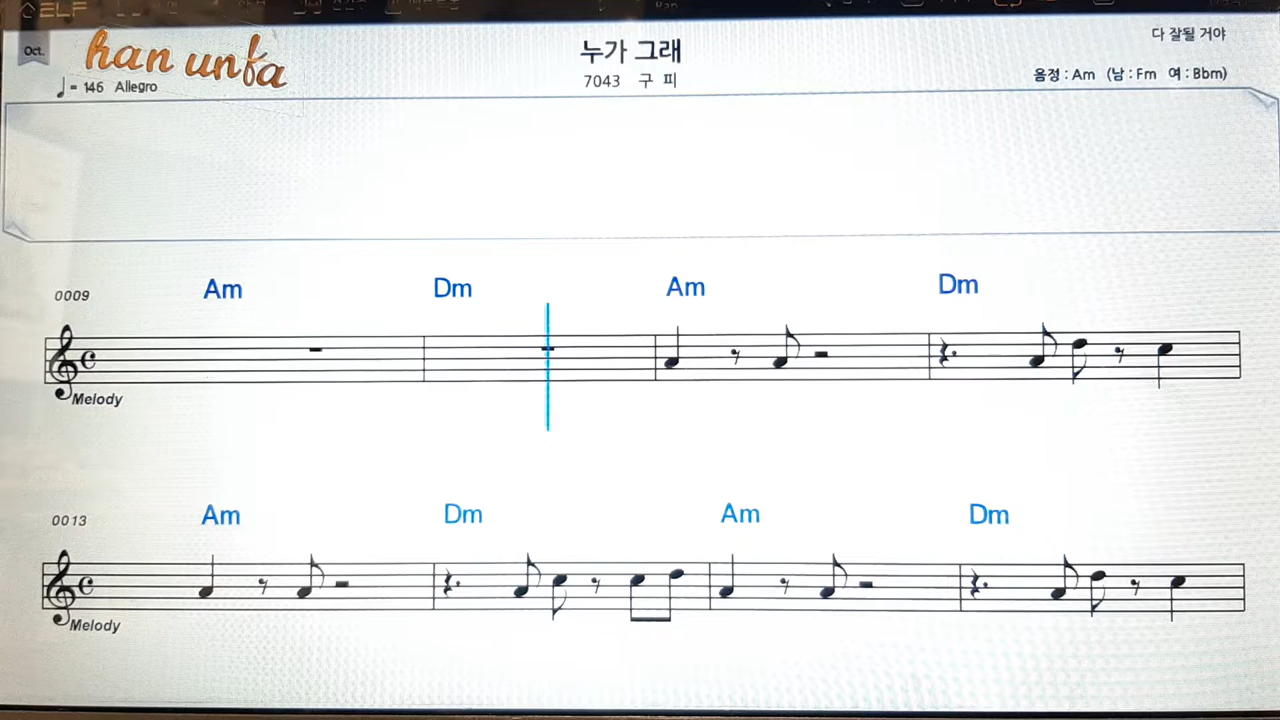 ELF
Oct.
han unfa
누가 그래
다 잘될 거야
♩= 146 Allegro
7043 구 피
음정 : Am (남 : Fm 여 : Bbm)
Am Dm Am Dm
0009
Melody
Am Dm Am Dm
0013
Melody